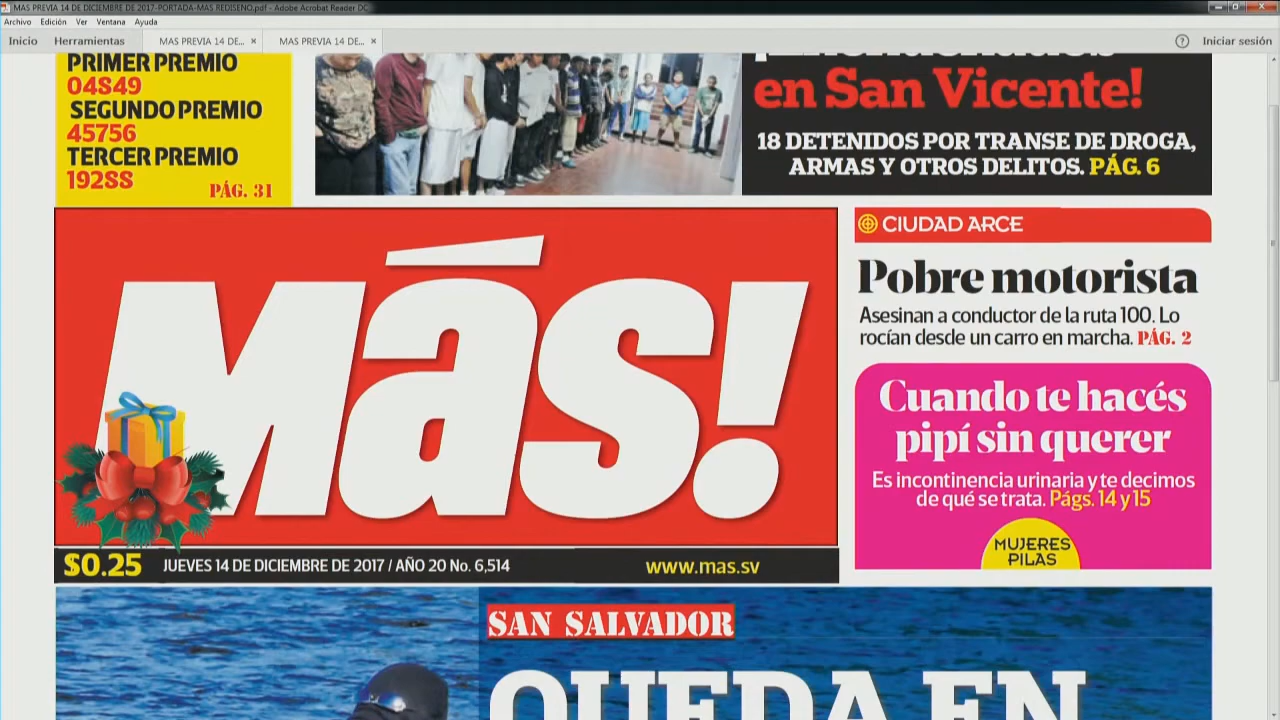 MAS PREVIA 14 DE DICIEMBRE DE 2017-PORTADA-MAS REDISEÑO.pdf - Adobe Acrobat Reader DC
Archivo Edición Ver Ventana Ayuda
Inicio Herramientas MAS PREVIA 14 DE... × MAS PREVIA 14 DE... × ? Iniciar sesión
PRIMER PREMIO
04849
SEGUNDO PREMIO
45756
TERCER PREMIO
19288
PÁG. 31
en San Vicente!
18 DETENIDOS POR TRANSE DE DROGA,
ARMAS Y OTROS DELITOS. PÁG. 6
Más!
$0.25 JUEVES 14 DE DICIEMBRE DE 2017 / AÑO 20 No. 6,514 www.mas.sv
CIUDAD ARCE
Pobre motorista
Asesinan a conductor de la ruta 100. Lo
rocían desde un carro en marcha. PÁG. 2
Cuando te hacés
pipí sin querer
Es incontinencia urinaria y te decimos
de qué se trata. Págs. 14 y 15
MUJERES
PILAS
SAN SALVADOR
QUEDA EN